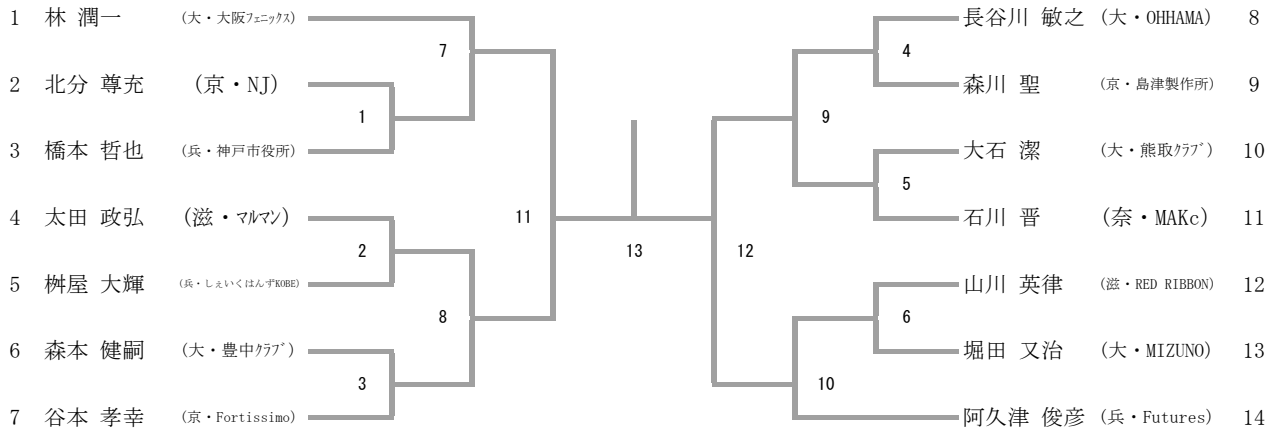 1 林 潤一 (大・大阪ﾌｪﾆｯｸｽ)
2 北分 尊充 (京・NJ)
3 橋本 哲也 (兵・神戸市役所)
4 太田 政弘 (滋・マルマン)
5 桝屋 大輝 (兵・しぇいくはんずKOBE)
6 森本 健嗣 (大・豊中ｸﾗﾌﾞ)
7 谷本 孝幸 (京・Fortissimo)
7
1
2
8
3
11
13
12
9
4
5
6
10
長谷川 敏之 (大・OHHAMA) 8
森川 聖 (京・島津製作所) 9
大石 潔 (大・熊取ｸﾗﾌﾞ) 10
石川 晋 (奈・MAKc) 11
山川 英律 (滋・RED RIBBON) 12
堀田 又治 (大・MIZUNO) 13
阿久津 俊彦 (兵・Futures) 14